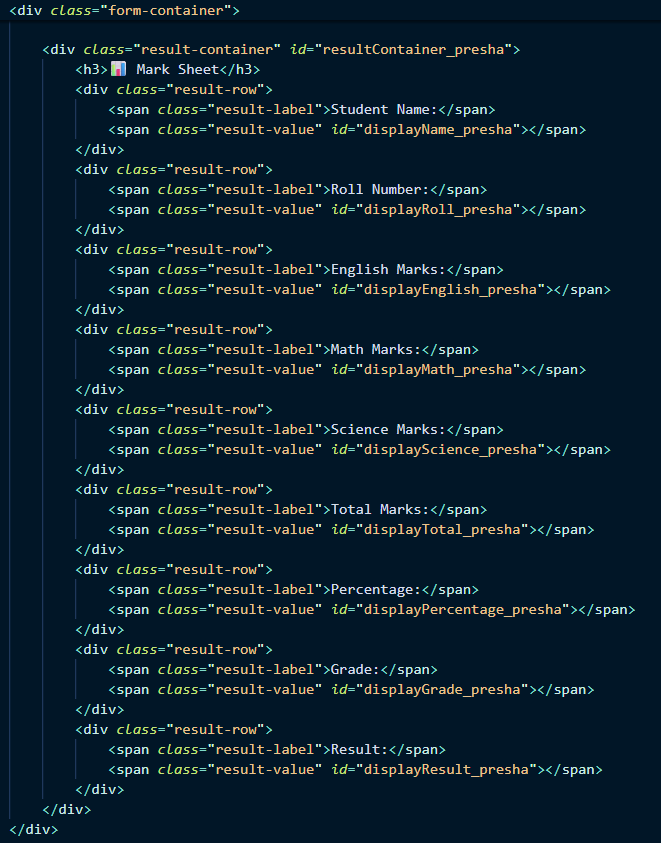 <div class="form-container">
<div class="result-container" id="resultContainer_presha">
<h3>📊 Mark Sheet</h3>
<div class="result-row">
<span class="result-label">Student Name:</span>
<span class="result-value" id="displayName_presha"></span>
</div>
<div class="result-row">
<span class="result-label">Roll Number:</span>
<span class="result-value" id="displayRoll_presha"></span>
</div>
<div class="result-row">
<span class="result-label">English Marks:</span>
<span class="result-value" id="displayEnglish_presha"></span>
</div>
<div class="result-row">
<span class="result-label">Math Marks:</span>
<span class="result-value" id="displayMath_presha"></span>
</div>
<div class="result-row">
<span class="result-label">Science Marks:</span>
<span class="result-value" id="displayScience_presha"></span>
</div>
<div class="result-row">
<span class="result-label">Total Marks:</span>
<span class="result-value" id="displayTotal_presha"></span>
</div>
<div class="result-row">
<span class="result-label">Percentage:</span>
<span class="result-value" id="displayPercentage_presha"></span>
</div>
<div class="result-row">
<span class="result-label">Grade:</span>
<span class="result-value" id="displayGrade_presha"></span>
</div>
<div class="result-row">
<span class="result-label">Result:</span>
<span class="result-value" id="displayResult_presha"></span>
</div>
</div>
</div>